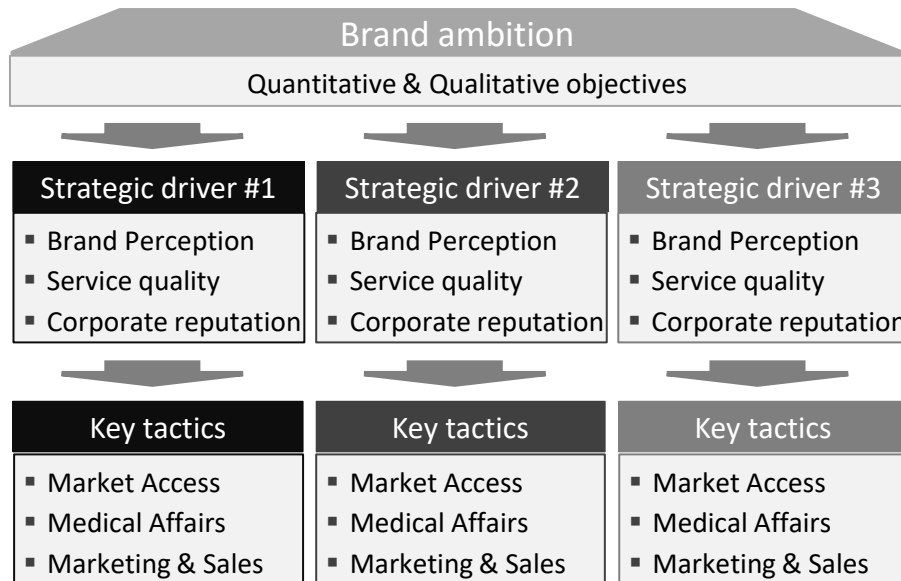 Brand ambition
Quantitative & Qualitative objectives
Strategic driver #1
▪ Brand Perception
▪ Service quality
▪ Corporate reputation
Strategic driver #2
▪ Brand Perception
▪ Service quality
▪ Corporate reputation
Strategic driver #3
▪ Brand Perception
▪ Service quality
▪ Corporate reputation
Key tactics
▪ Market Access
▪ Medical Affairs
▪ Marketing & Sales
Key tactics
▪ Market Access
▪ Medical Affairs
▪ Marketing & Sales
Key tactics
▪ Market Access
▪ Medical Affairs
▪ Marketing & Sales